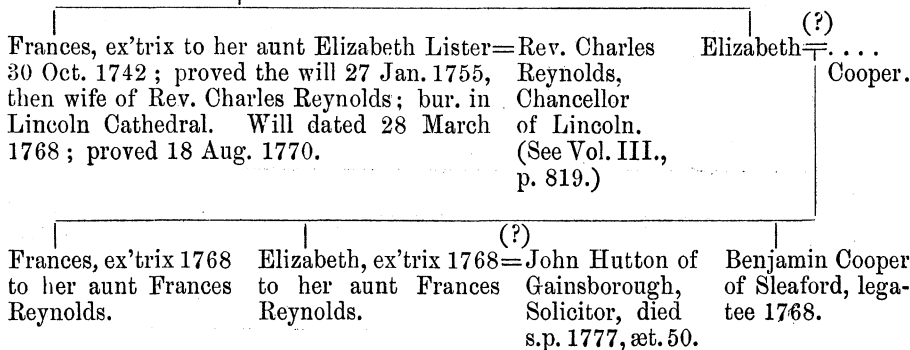 Frances, ex'trix to her aunt Elizabeth Lister=Rev. Charles
30 Oct. 1742 ; proved the will 27 Jan. 1755, Reynolds,
then wife of Rev. Charles Reynolds; bur. in Chancellor
Lincoln Cathedral. Will dated 28 March of Lincoln.
1768 ; proved 18 Aug. 1770. (See Vol. III.,
p. 819.)
(?)
Elizabeth=. . . .
Cooper.
Frances, ex'trix 1768
to her aunt Frances
Reynolds.
(?)
Elizabeth, ex'trix 1768=John Hutton of
to her aunt Frances Gainsborough,
Reynolds. Solicitor, died
s.p. 1777, æt. 50.
Benjamin Cooper
of Sleaford, lega-
tee 1768.